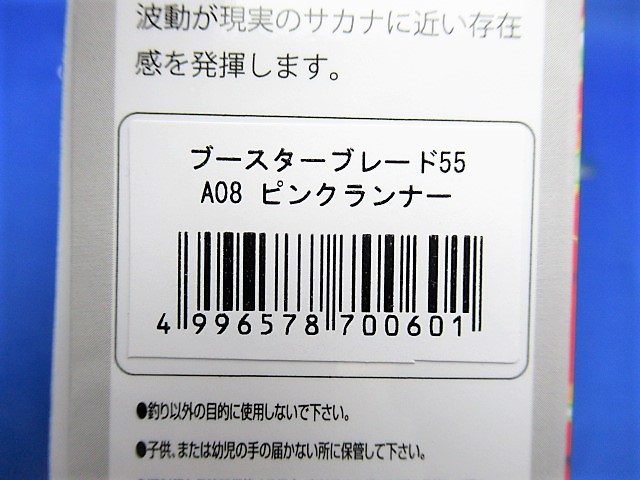 波動が現実のサカナに近い存在
感を発揮します。
ブースターブレード55
A08 ピンクランナー
4 996578 700601
●釣り以外の目的に使用しないで下さい。
●子供、または幼児の手の届かない所に保管して下さい。